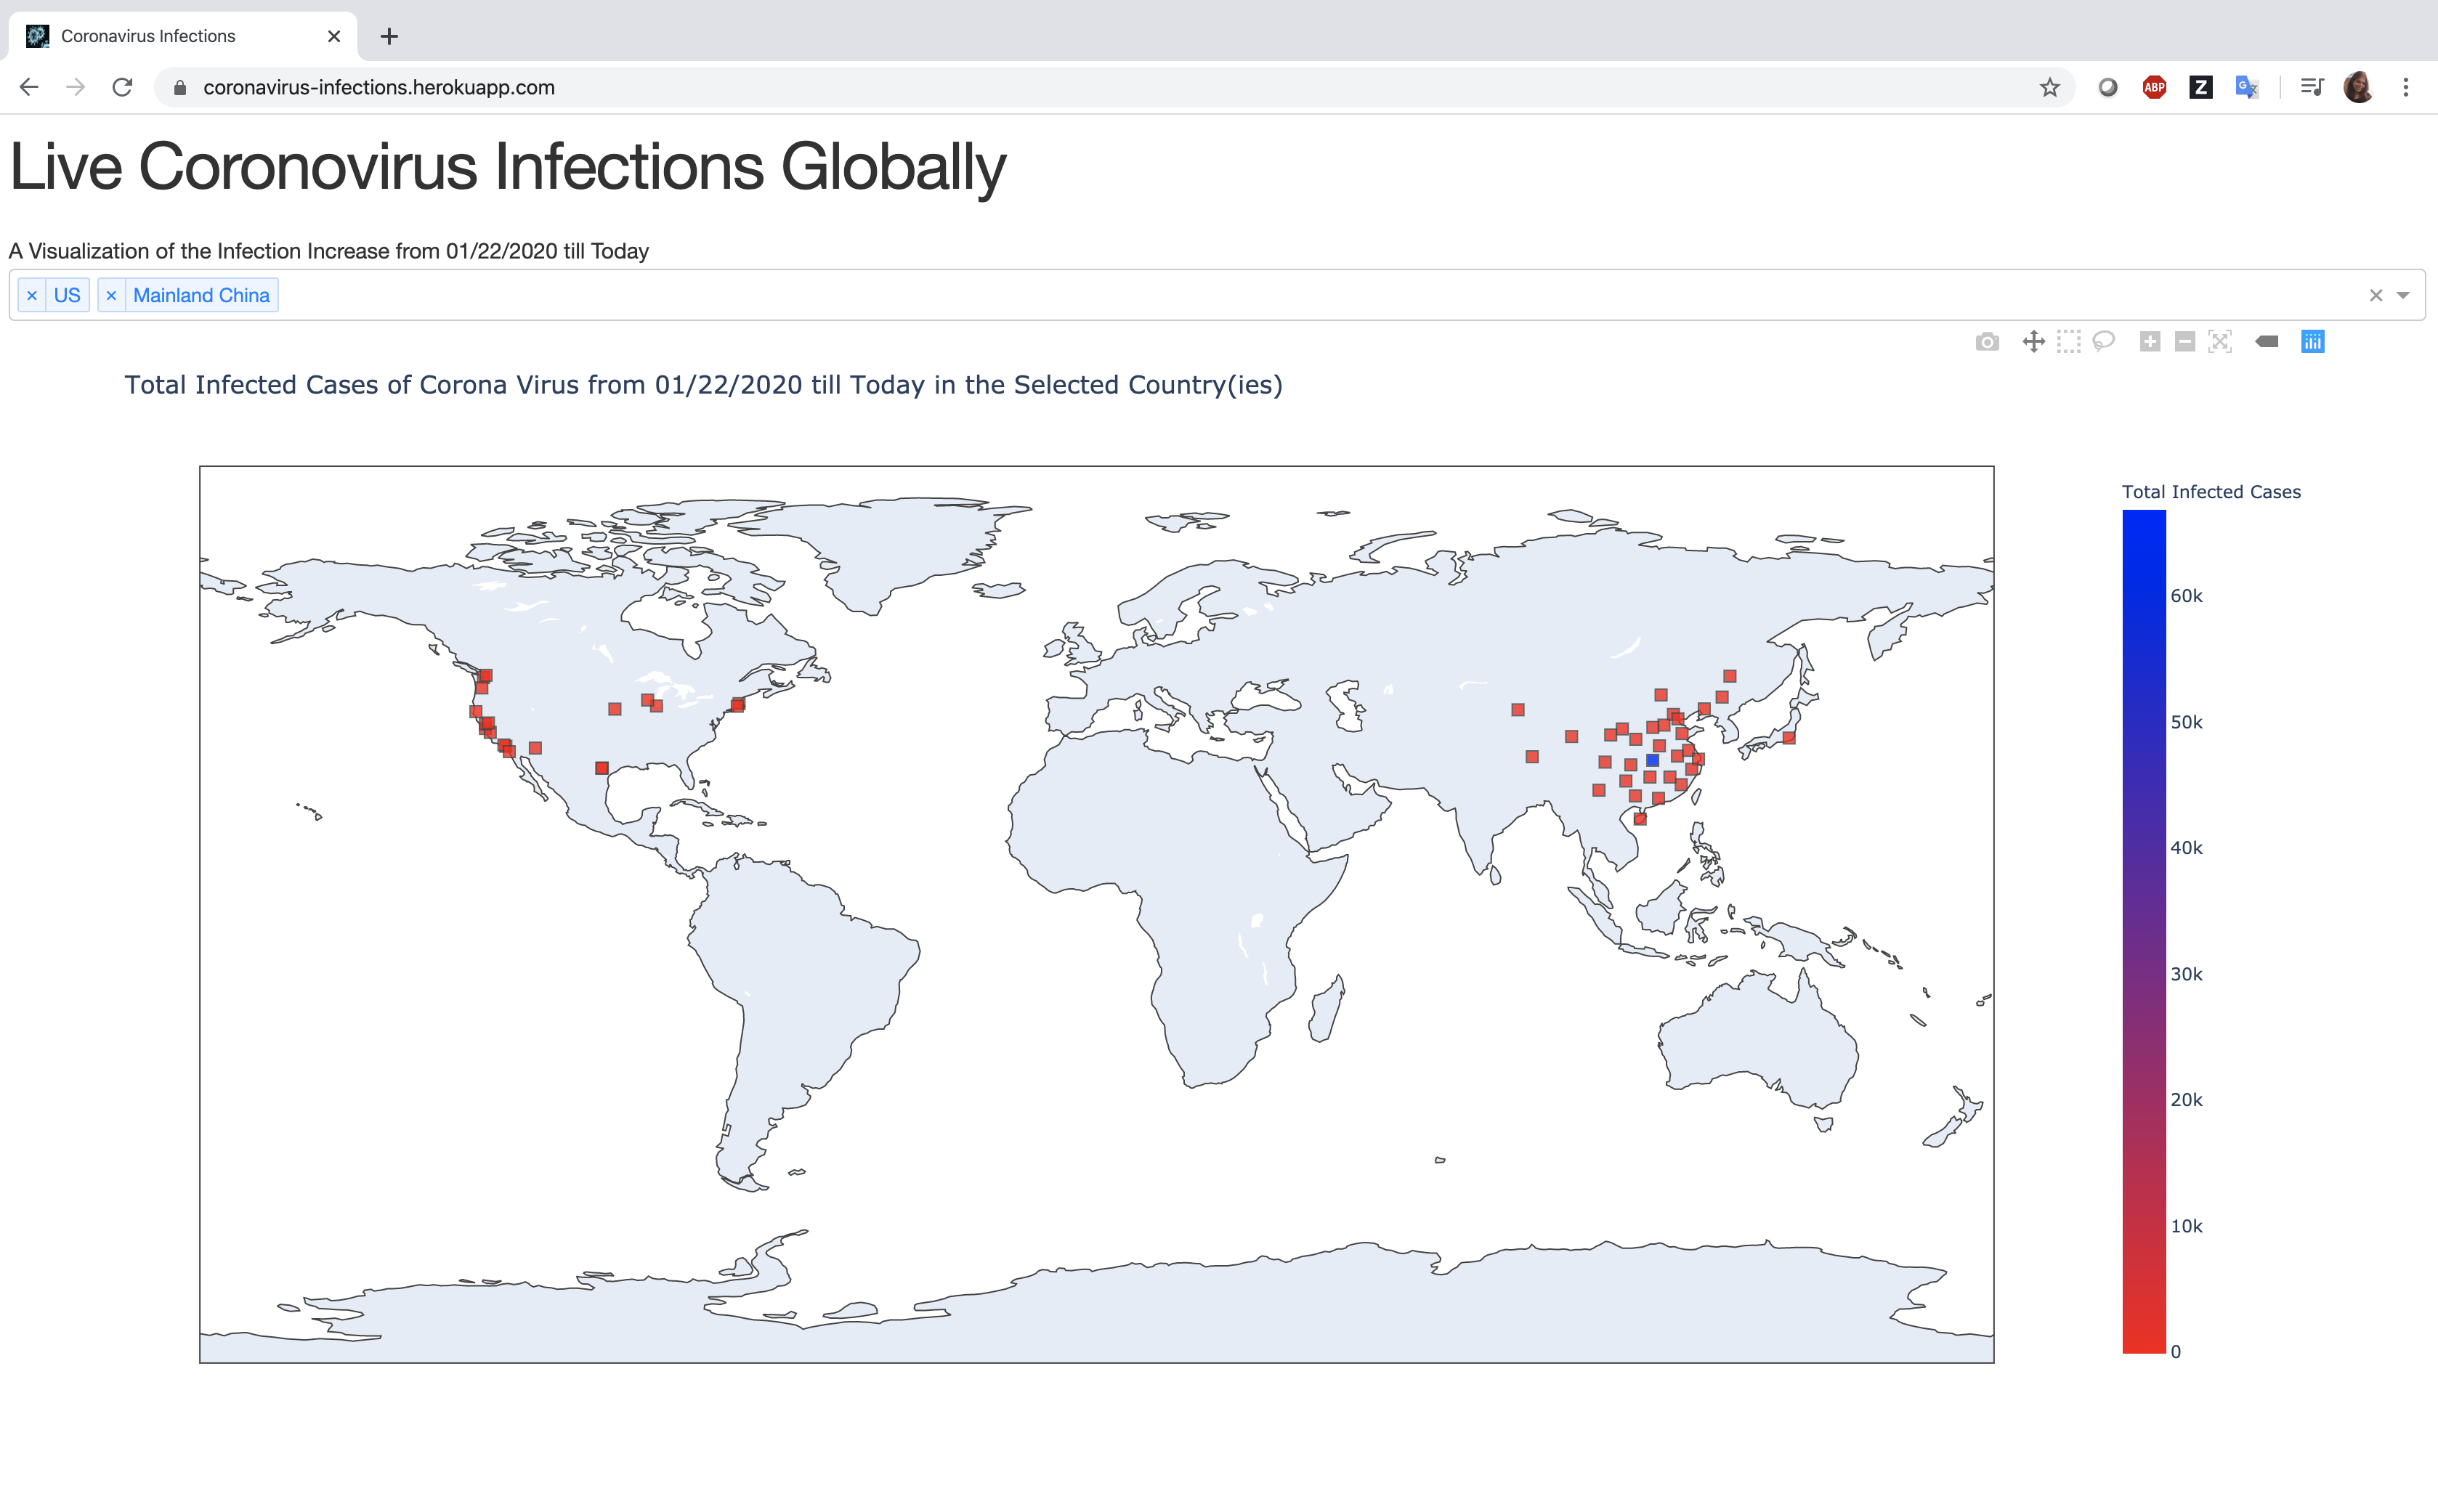 Coronavirus Infections
coronavirus-infections.herokuapp.com
ABP
Z
G
Live Coronovirus Infections Globally
A Visualization of the Infection Increase from 01/22/2020 till Today
× US × Mainland China
Total Infected Cases of Corona Virus from 01/22/2020 till Today in the Selected Country(ies)
Total Infected Cases
60k
50k
40k
30k
20k
10k
0